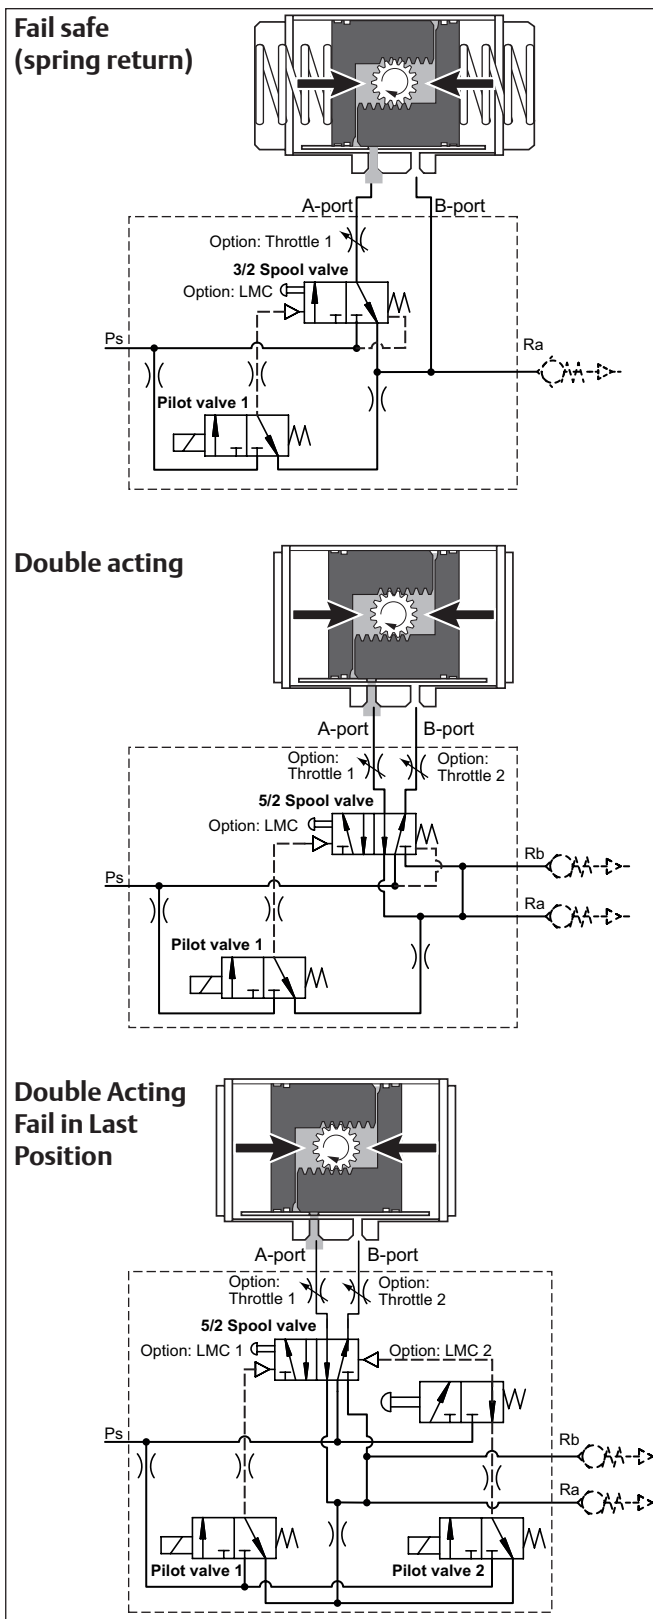 Fail safe
(spring return)
A-port
B-port
Option: Throttle 1
3/2 Spool valve
Option: LMC
Ps
Ra
Pilot valve 1
Double acting
A-port
B-port
Option:
Throttle 1
Option:
Throttle 2
5/2 Spool valve
Option: LMC
Rb
Ps
Ra
Pilot valve 1
Double Acting
Fail in Last
Position
A-port
B-port
Option:
Throttle 1
Option:
Throttle 2
5/2 Spool valve
Option: LMC 1
Option: LMC 2
Ps
Rb
Ra
Pilot valve 1
Pilot valve 2